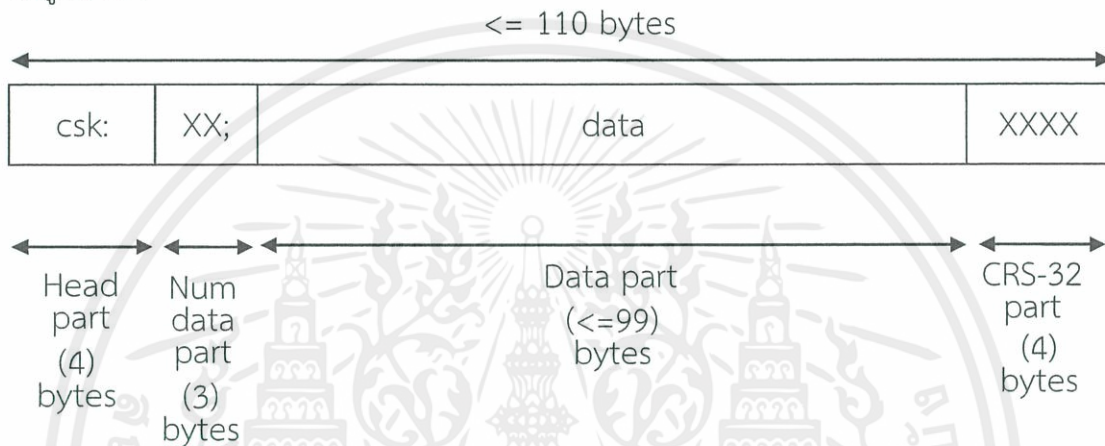 <= 110 bytes
csk: XX; data XXXX
Head part (4) bytes
Num data part (3) bytes
Data part (<=99) bytes
CRS-32 part (4) bytes